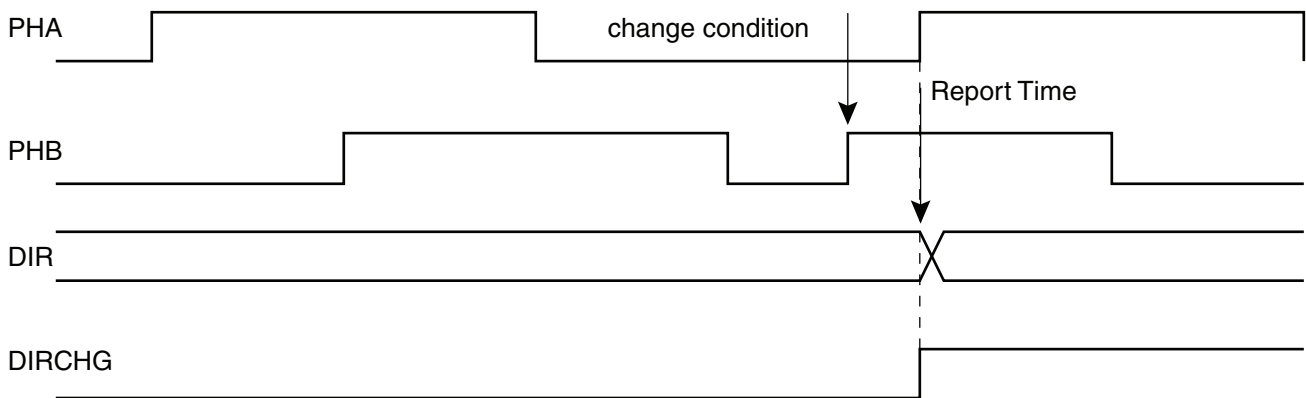 PHA
change condition
Report Time
PHB
DIR
DIRCHG